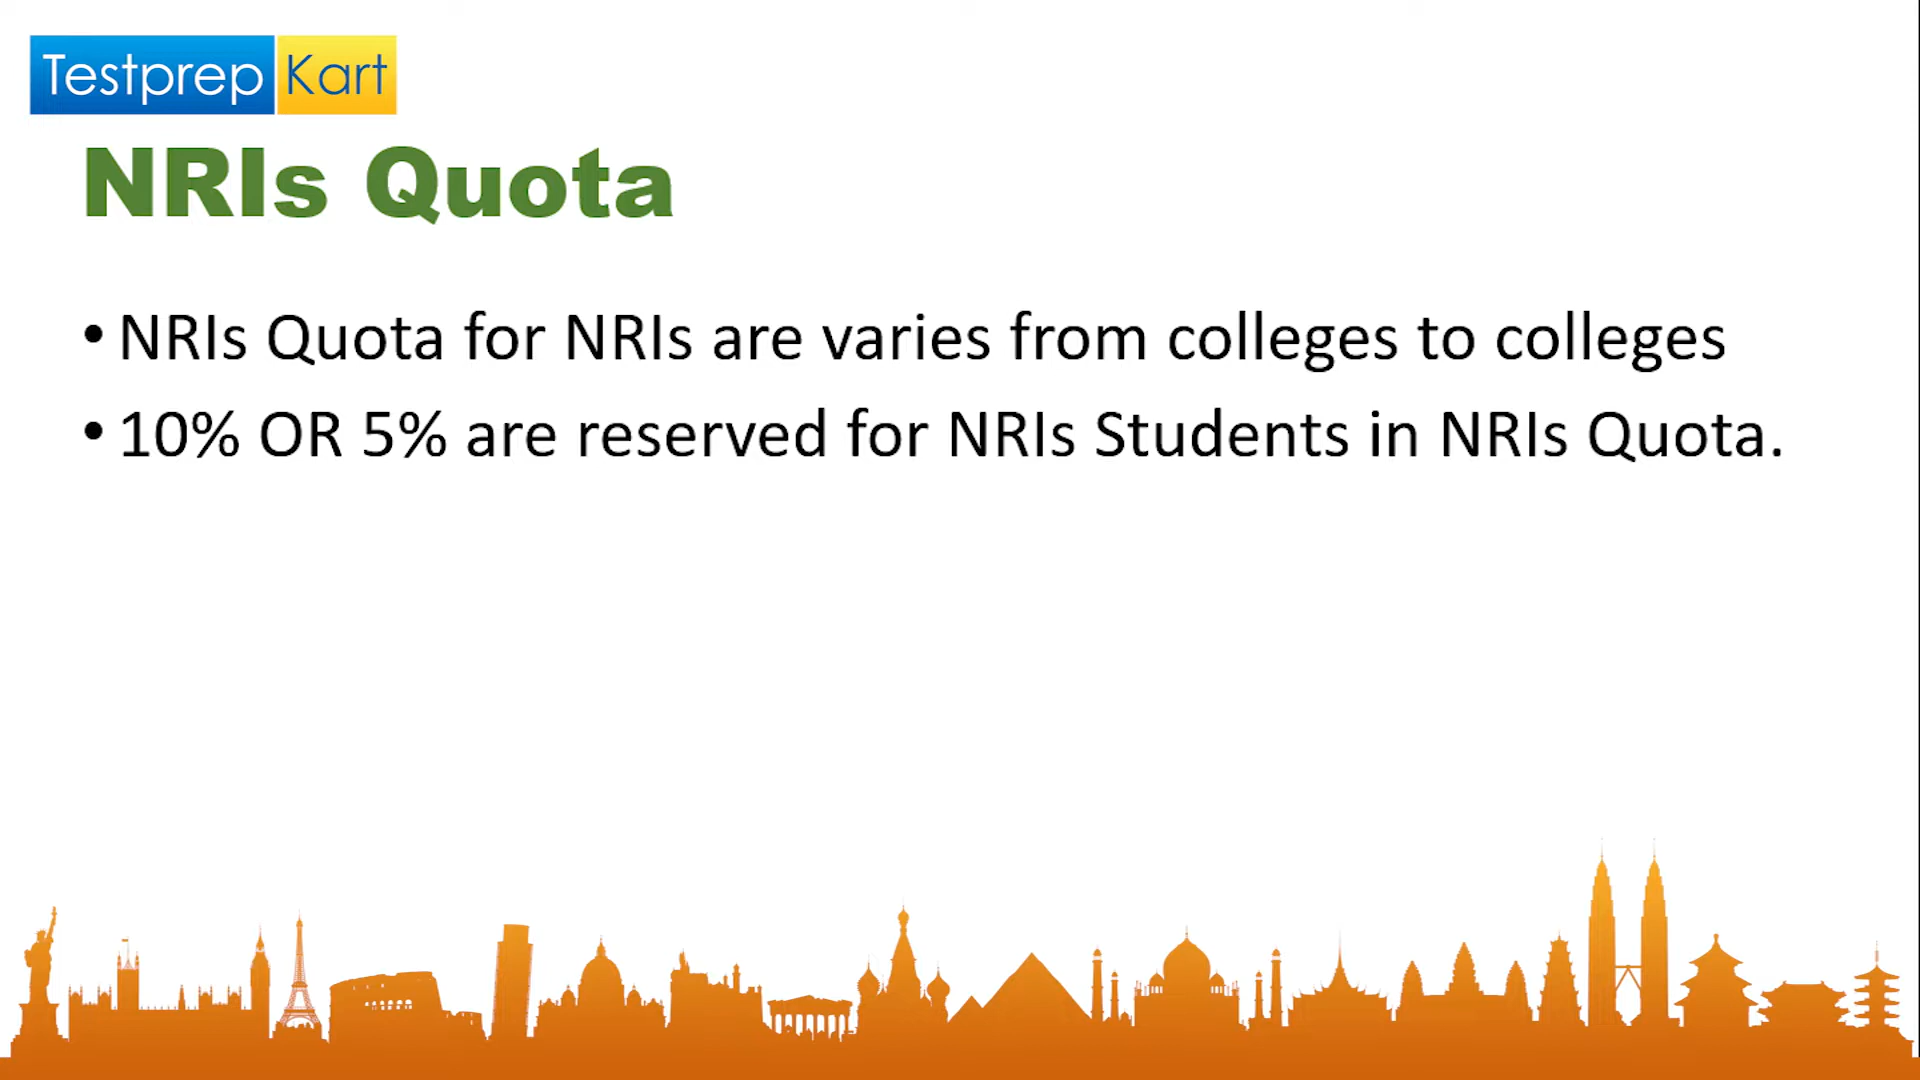 Testprep Kart
NRIs Quota
• NRIs Quota for NRIs are varies from colleges to colleges
• 10% OR 5% are reserved for NRIs Students in NRIs Quota.